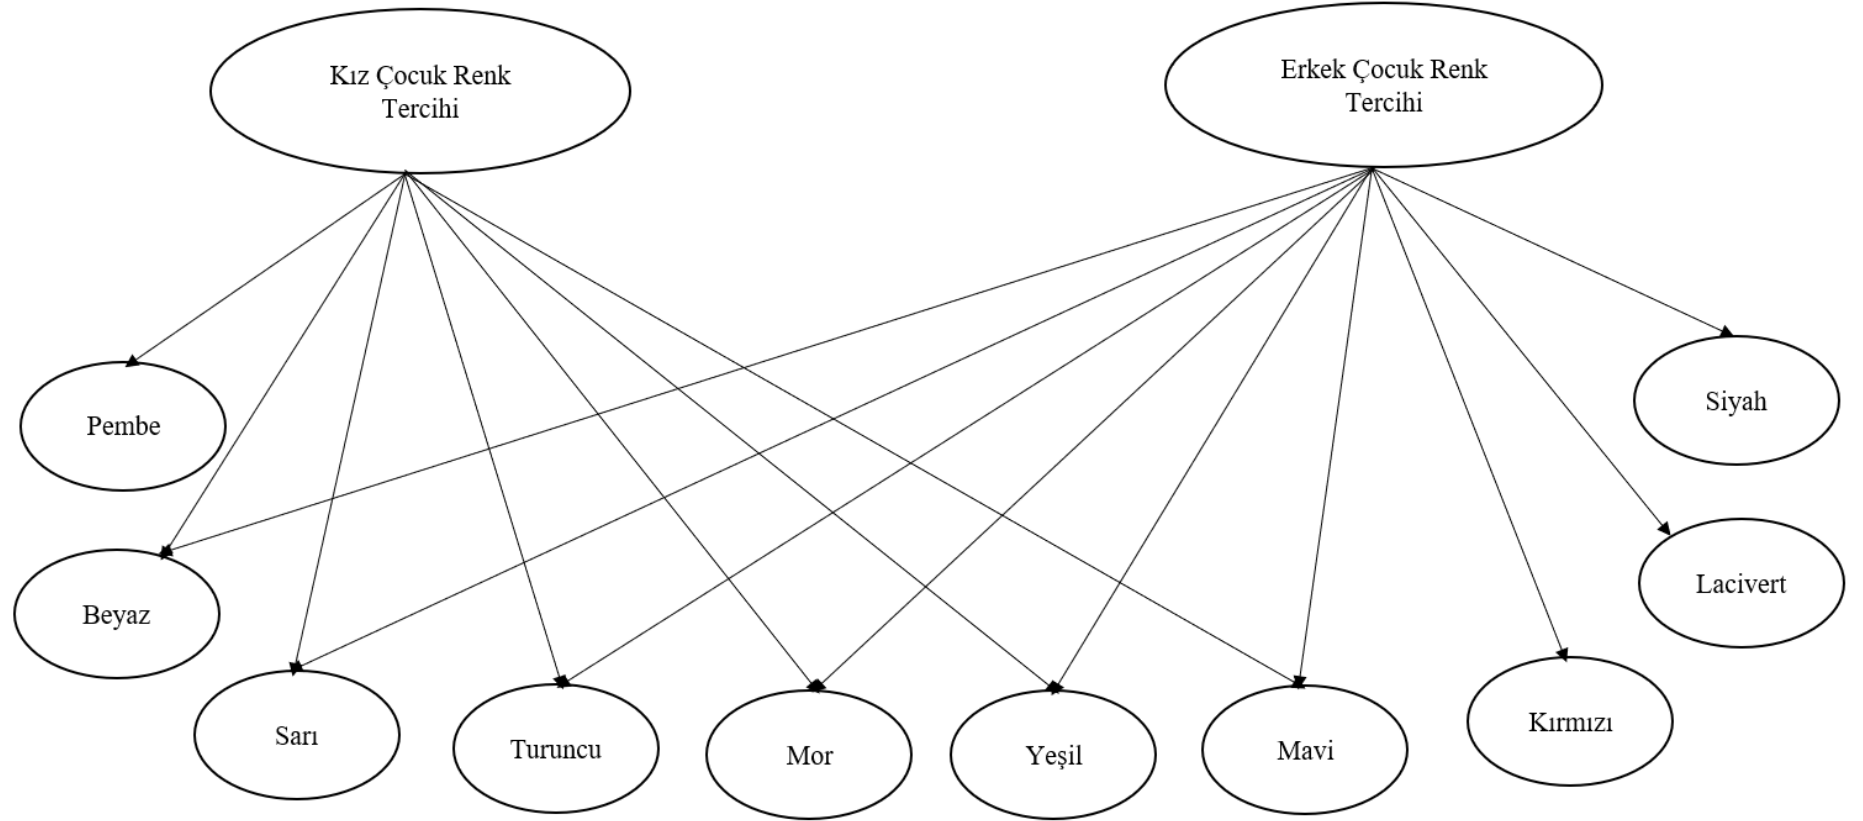 Kız Çocuk Renk
Tercihi
Erkek Çocuk Renk
Tercihi
Pembe
Siyah
Beyaz
Lacivert
Sarı
Turuncu
Mor
Yeşil
Mavi
Kırmızı